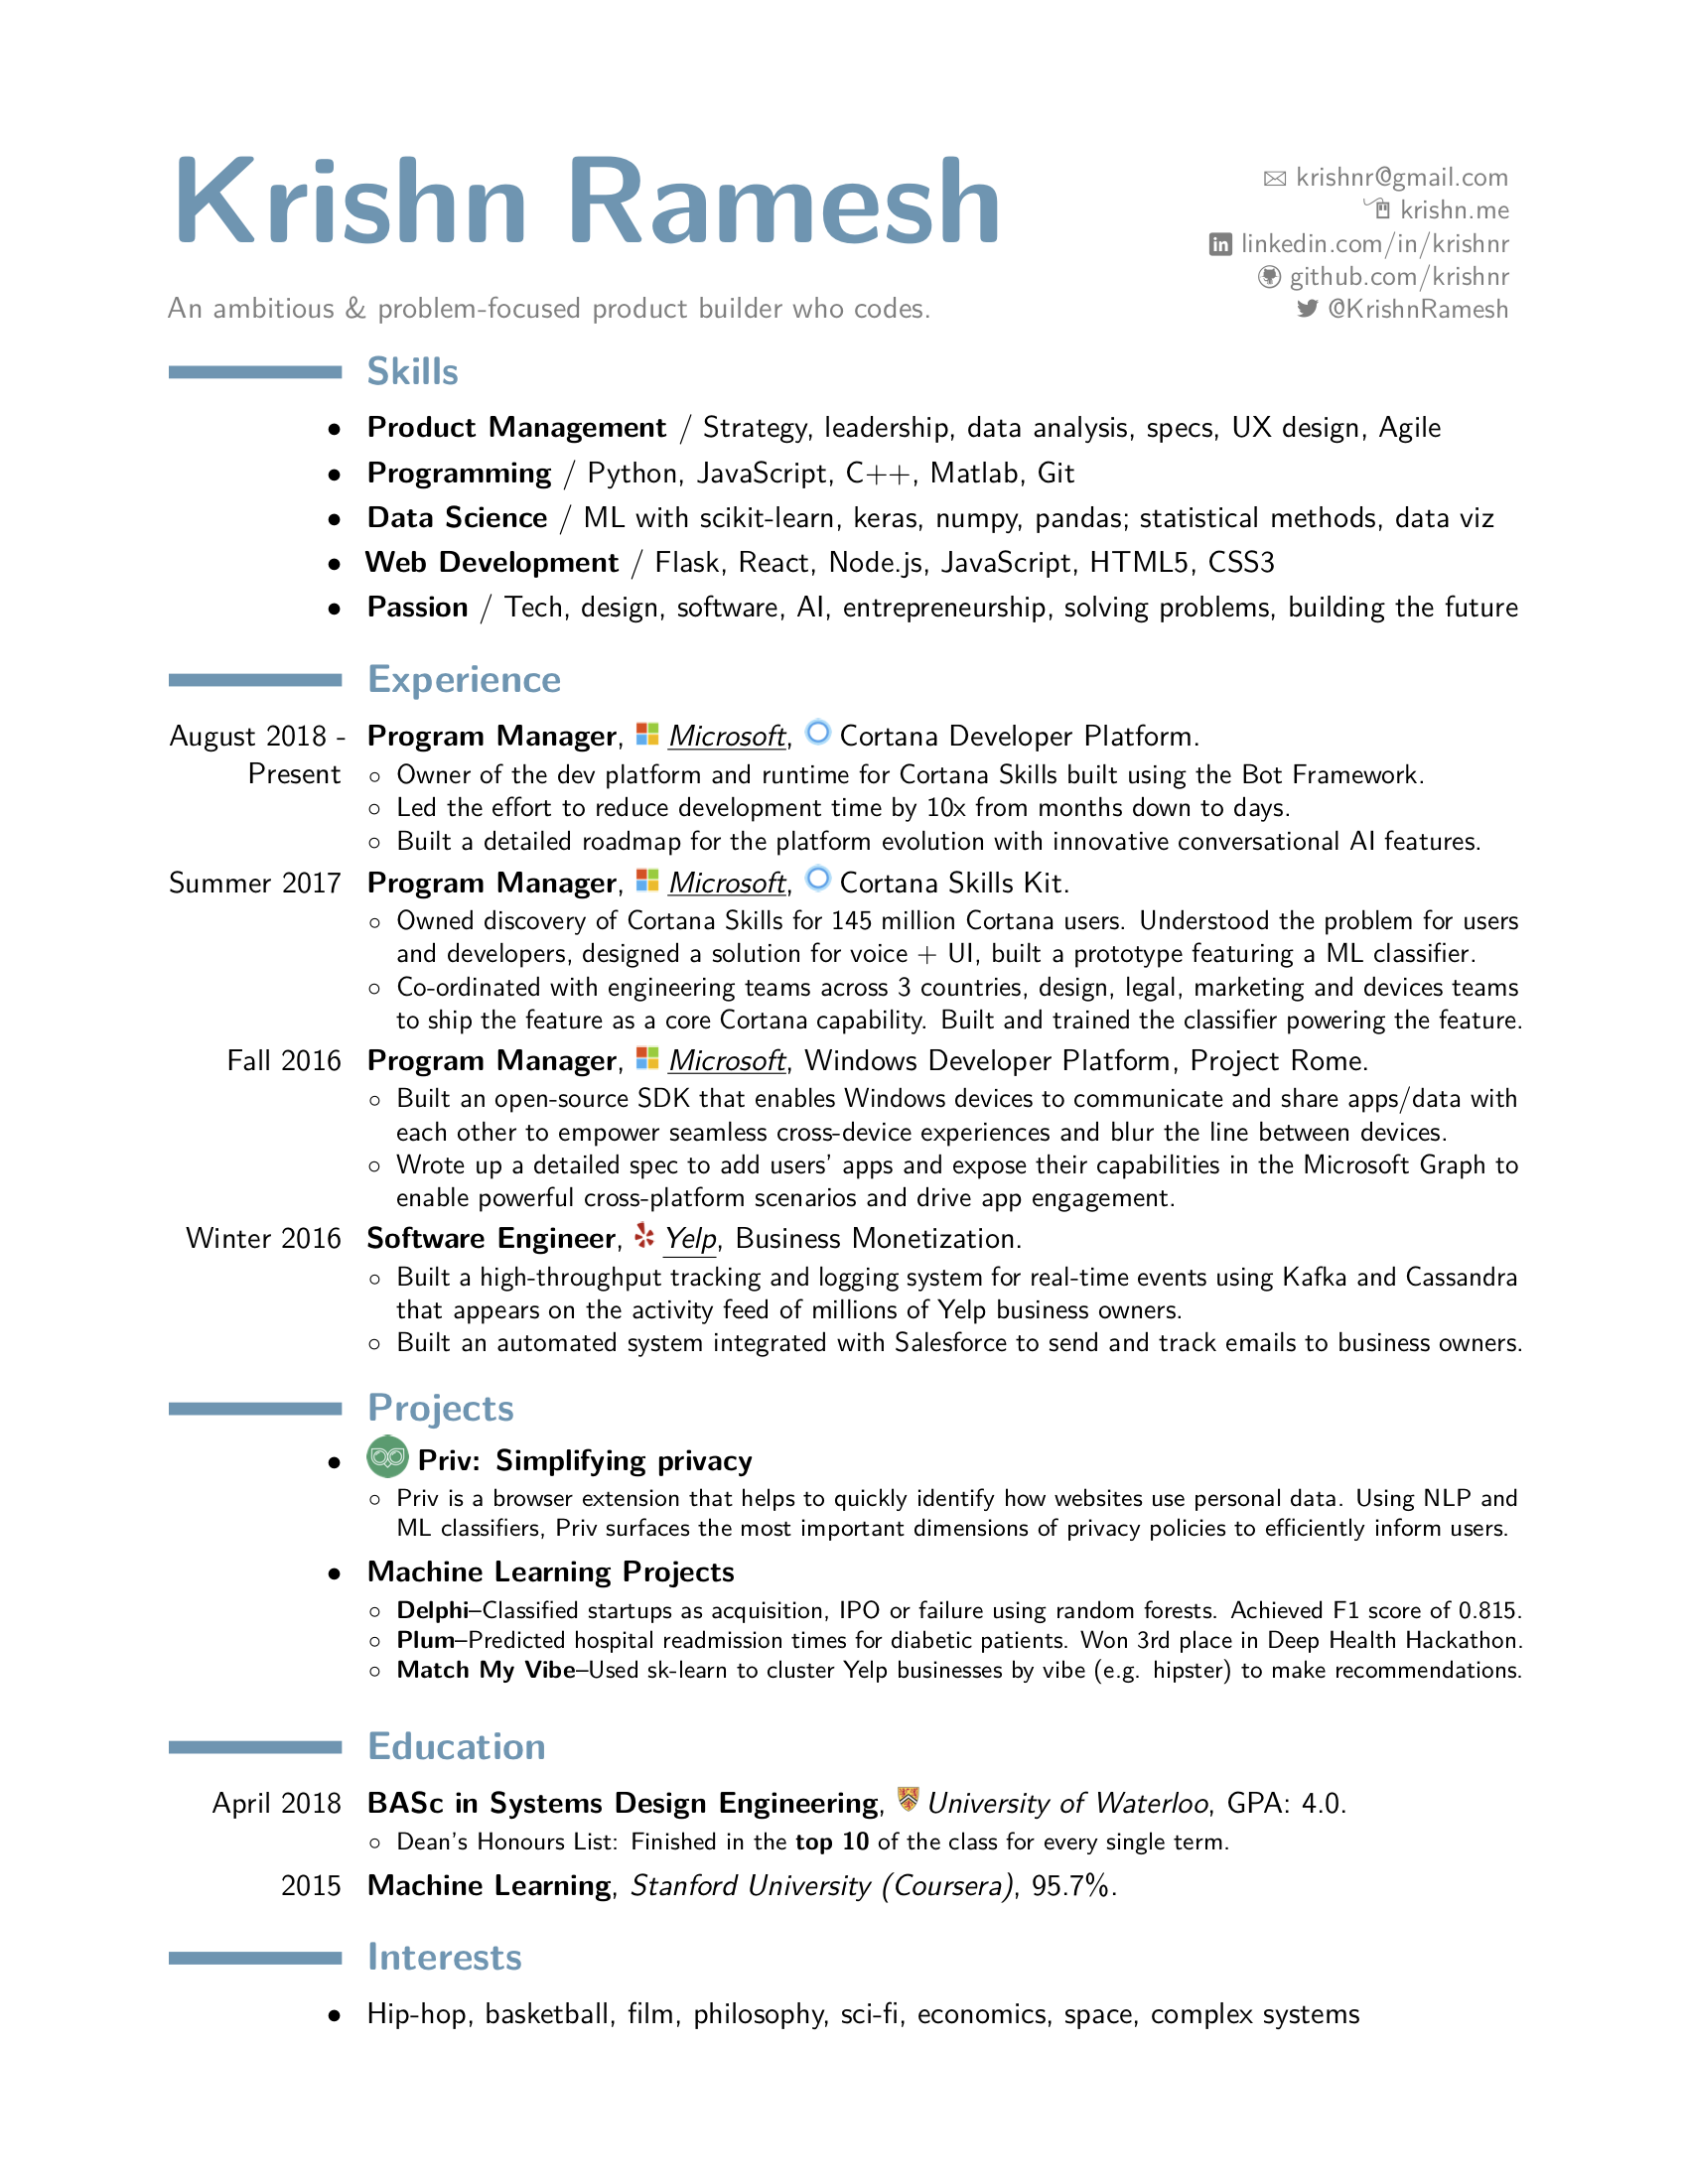 Krishn Ramesh
An ambitious & problem-focused product builder who codes.
krishnr@gmail.com
krishn.me
linkedin.com/in/krishnr
github.com/krishnr
@KrishnRamesh
Skills
• Product Management / Strategy, leadership, data analysis, specs, UX design, Agile
• Programming / Python, JavaScript, C++, Matlab, Git
• Data Science / ML with scikit-learn, keras, numpy, pandas; statistical methods, data viz
• Web Development / Flask, React, Node.js, JavaScript, HTML5, CSS3
• Passion / Tech, design, software, AI, entrepreneurship, solving problems, building the future
Experience
August 2018 - Program Manager, Microsoft, Cortana Developer Platform.
Present ○ Owner of the dev platform and runtime for Cortana Skills built using the Bot Framework.
○ Led the effort to reduce development time by 10x from months down to days.
○ Built a detailed roadmap for the platform evolution with innovative conversational AI features.
Summer 2017 Program Manager, Microsoft, Cortana Skills Kit.
○ Owned discovery of Cortana Skills for 145 million Cortana users. Understood the problem for users
and developers, designed a solution for voice + UI, built a prototype featuring a ML classifier.
○ Co-ordinated with engineering teams across 3 countries, design, legal, marketing and devices teams
to ship the feature as a core Cortana capability. Built and trained the classifier powering the feature.
Fall 2016 Program Manager, Microsoft, Windows Developer Platform, Project Rome.
○ Built an open-source SDK that enables Windows devices to communicate and share apps/data with
each other to empower seamless cross-device experiences and blur the line between devices.
○ Wrote up a detailed spec to add users' apps and expose their capabilities in the Microsoft Graph to
enable powerful cross-platform scenarios and drive app engagement.
Winter 2016 Software Engineer, Yelp, Business Monetization.
○ Built a high-throughput tracking and logging system for real-time events using Kafka and Cassandra
that appears on the activity feed of millions of Yelp business owners.
○ Built an automated system integrated with Salesforce to send and track emails to business owners.
Projects
• Priv: Simplifying privacy
○ Priv is a browser extension that helps to quickly identify how websites use personal data. Using NLP and
ML classifiers, Priv surfaces the most important dimensions of privacy policies to efficiently inform users.
• Machine Learning Projects
○ Delphi–Classified startups as acquisition, IPO or failure using random forests. Achieved F1 score of 0.815.
○ Plum–Predicted hospital readmission times for diabetic patients. Won 3rd place in Deep Health Hackathon.
○ Match My Vibe–Used sk-learn to cluster Yelp businesses by vibe (e.g. hipster) to make recommendations.
Education
April 2018 BASc in Systems Design Engineering, University of Waterloo, GPA: 4.0.
○ Dean's Honours List: Finished in the top 10 of the class for every single term.
2015 Machine Learning, Stanford University (Coursera), 95.7%.
Interests
• Hip-hop, basketball, film, philosophy, sci-fi, economics, space, complex systems